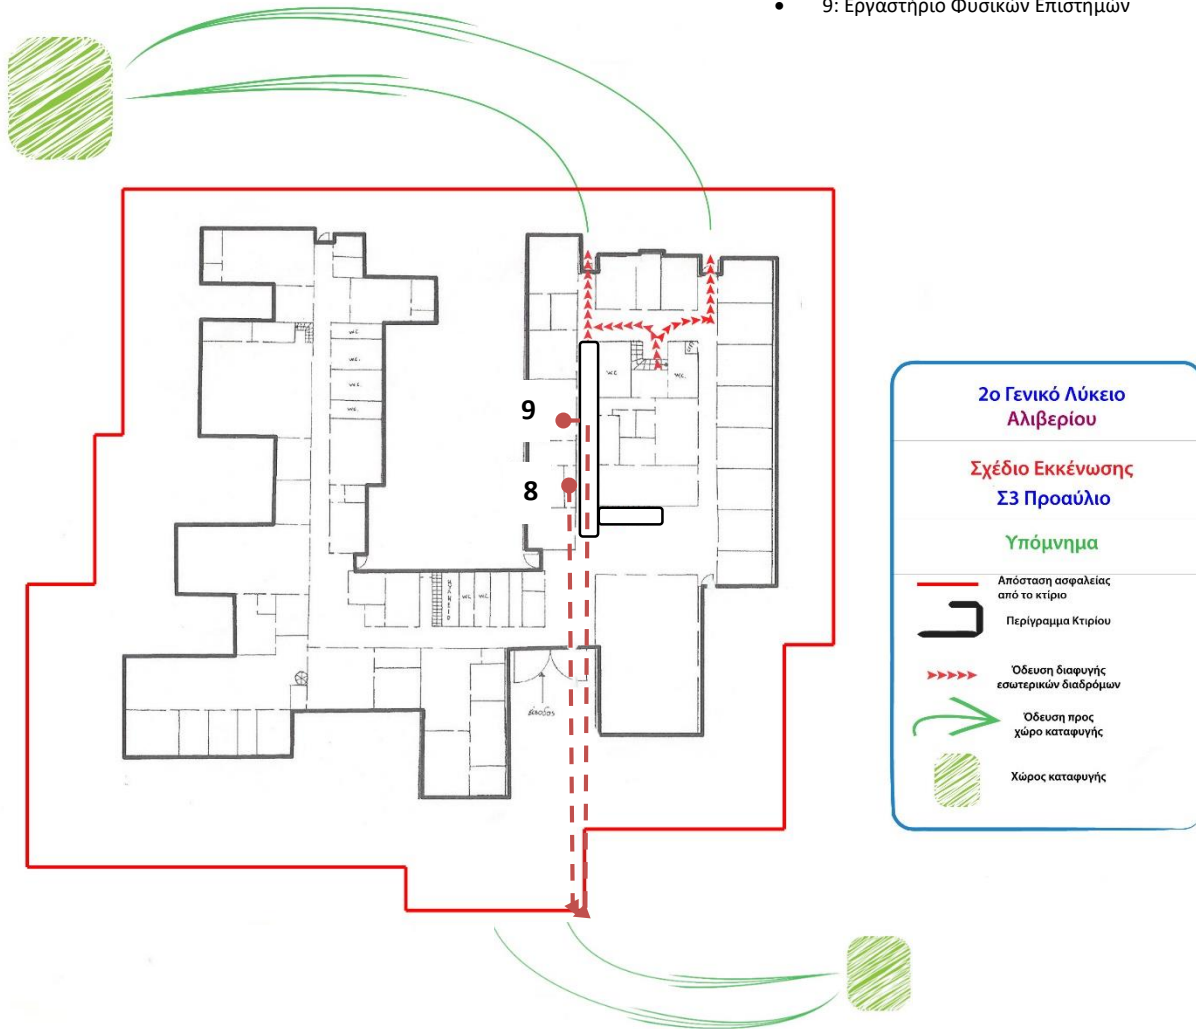 • 9: Εργαστήριο Φυσικών Επιστημών
W.C.
W.C.
W.C.
W.C.
W.C.
W.C.
9
8
W.C.
W.C.
είσοδος
2ο Γενικό Λύκειο
Αλιβερίου
Σχέδιο Εκκένωσης
Σ3 Προαύλιο
Υπόμνημα
Απόσταση ασφαλείας
από το κτίριο
Περίγραμμα Κτιρίου
Όδευση διαφυγής
εσωτερικών διαδρόμων
Όδευση προς
χώρο καταφυγής
Χώρος καταφυγής